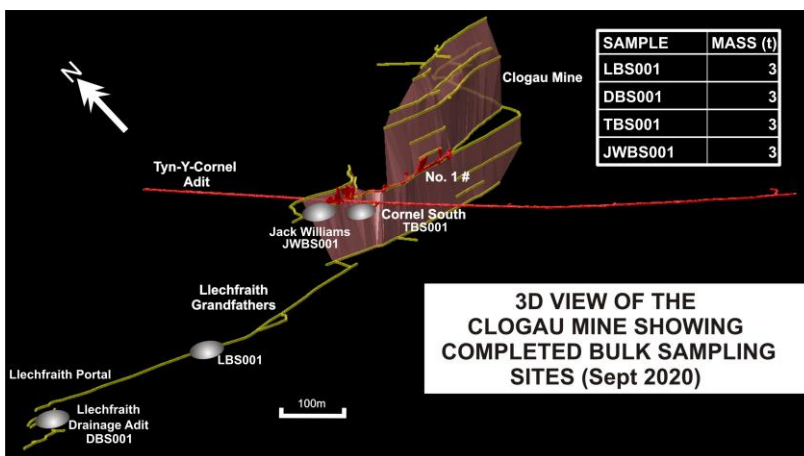 N
Tyn-Y-Cornel
Adit
Clogau Mine
No. 1 #
Jack Williams
JWBS001
Cornel South
TBS001
Llechfraith
Grandfathers
LBS001
Llechfraith Portal
Llechfraith
Drainage Adit
DBS001
100m
SAMPLE MASS (t)
LBS001 3
DBS001 3
TBS001 3
JWBS001 3
3D VIEW OF THE
CLOGAU MINE SHOWING
COMPLETED BULK SAMPLING
SITES (Sept 2020)